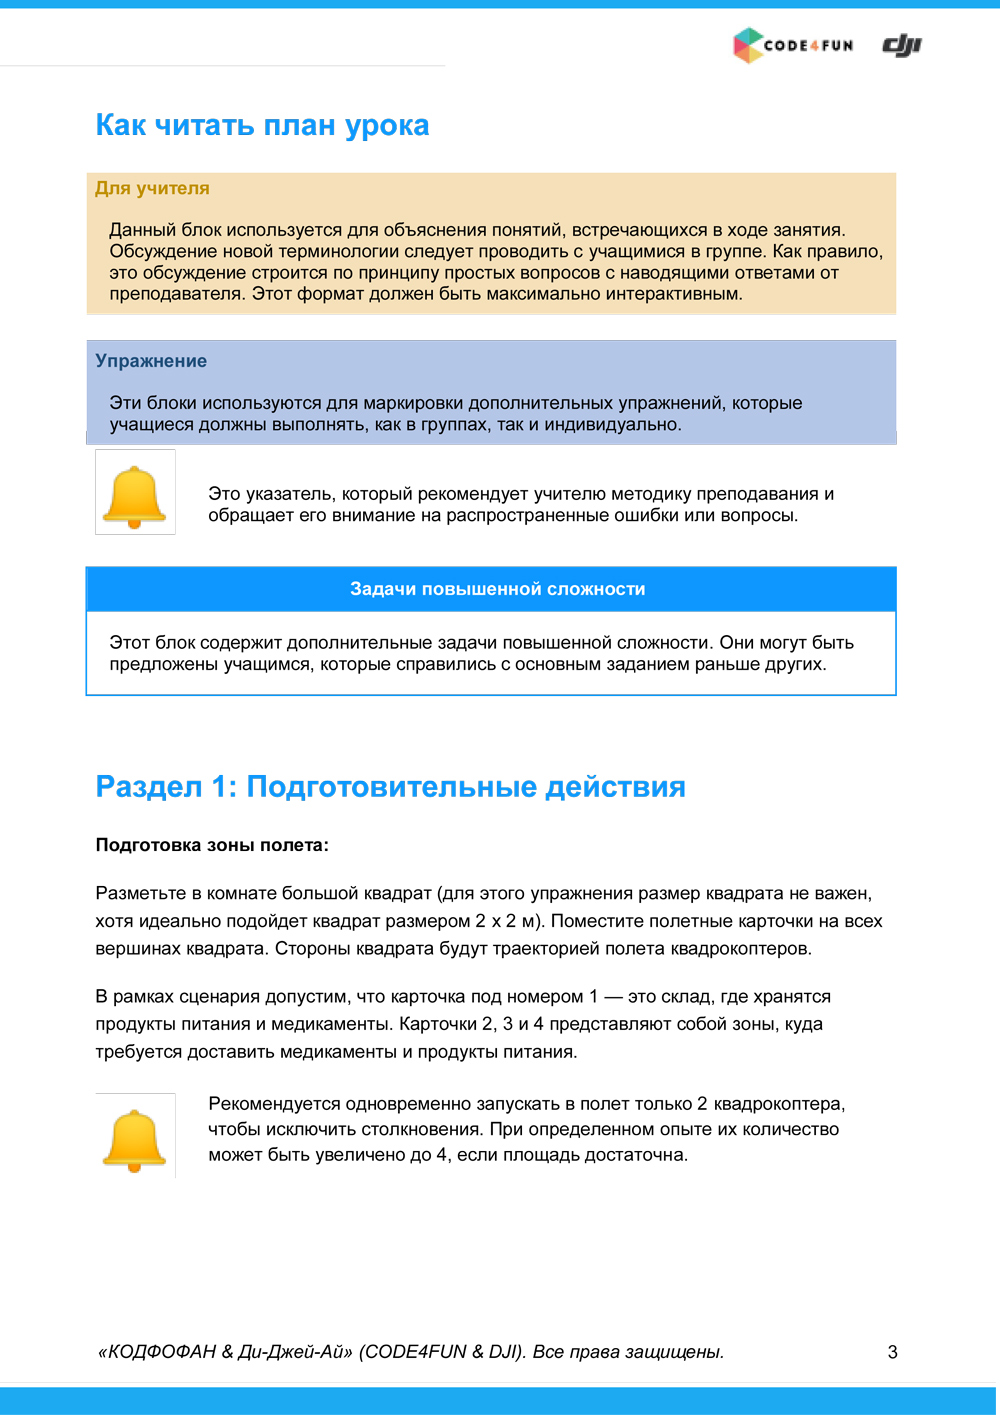 CODE4FUN dji
Как читать план урока
Для учителя
Данный блок используется для объяснения понятий, встречающихся в ходе занятия.
Обсуждение новой терминологии следует проводить с учащимися в группе. Как правило,
это обсуждение строится по принципу простых вопросов с наводящими ответами от
преподавателя. Этот формат должен быть максимально интерактивным.
Упражнение
Эти блоки используются для маркировки дополнительных упражнений, которые
учащиеся должны выполнять, как в группах, так и индивидуально.
Это указатель, который рекомендует учителю методику преподавания и
обращает его внимание на распространенные ошибки или вопросы.
Задачи повышенной сложности
Этот блок содержит дополнительные задачи повышенной сложности. Они могут быть
предложены учащимся, которые справились с основным заданием раньше других.
Раздел 1: Подготовительные действия
Подготовка зоны полета:
Разметьте в комнате большой квадрат (для этого упражнения размер квадрата не важен,
хотя идеально подойдет квадрат размером 2 x 2 м). Поместите полетные карточки на всех
вершинах квадрата. Стороны квадрата будут траекторией полета квадрокоптеров.
В рамках сценария допустим, что карточка под номером 1 — это склад, где хранятся
продукты питания и медикаменты. Карточки 2, 3 и 4 представляют собой зоны, куда
требуется доставить медикаменты и продукты питания.
Рекомендуется одновременно запускать в полет только 2 квадрокоптера,
чтобы исключить столкновения. При определенном опыте их количество
может быть увеличено до 4, если площадь достаточна.
«КОДФОФАН & Ди-Джей-Ай» (CODE4FUN & DJI). Все права защищены. 3